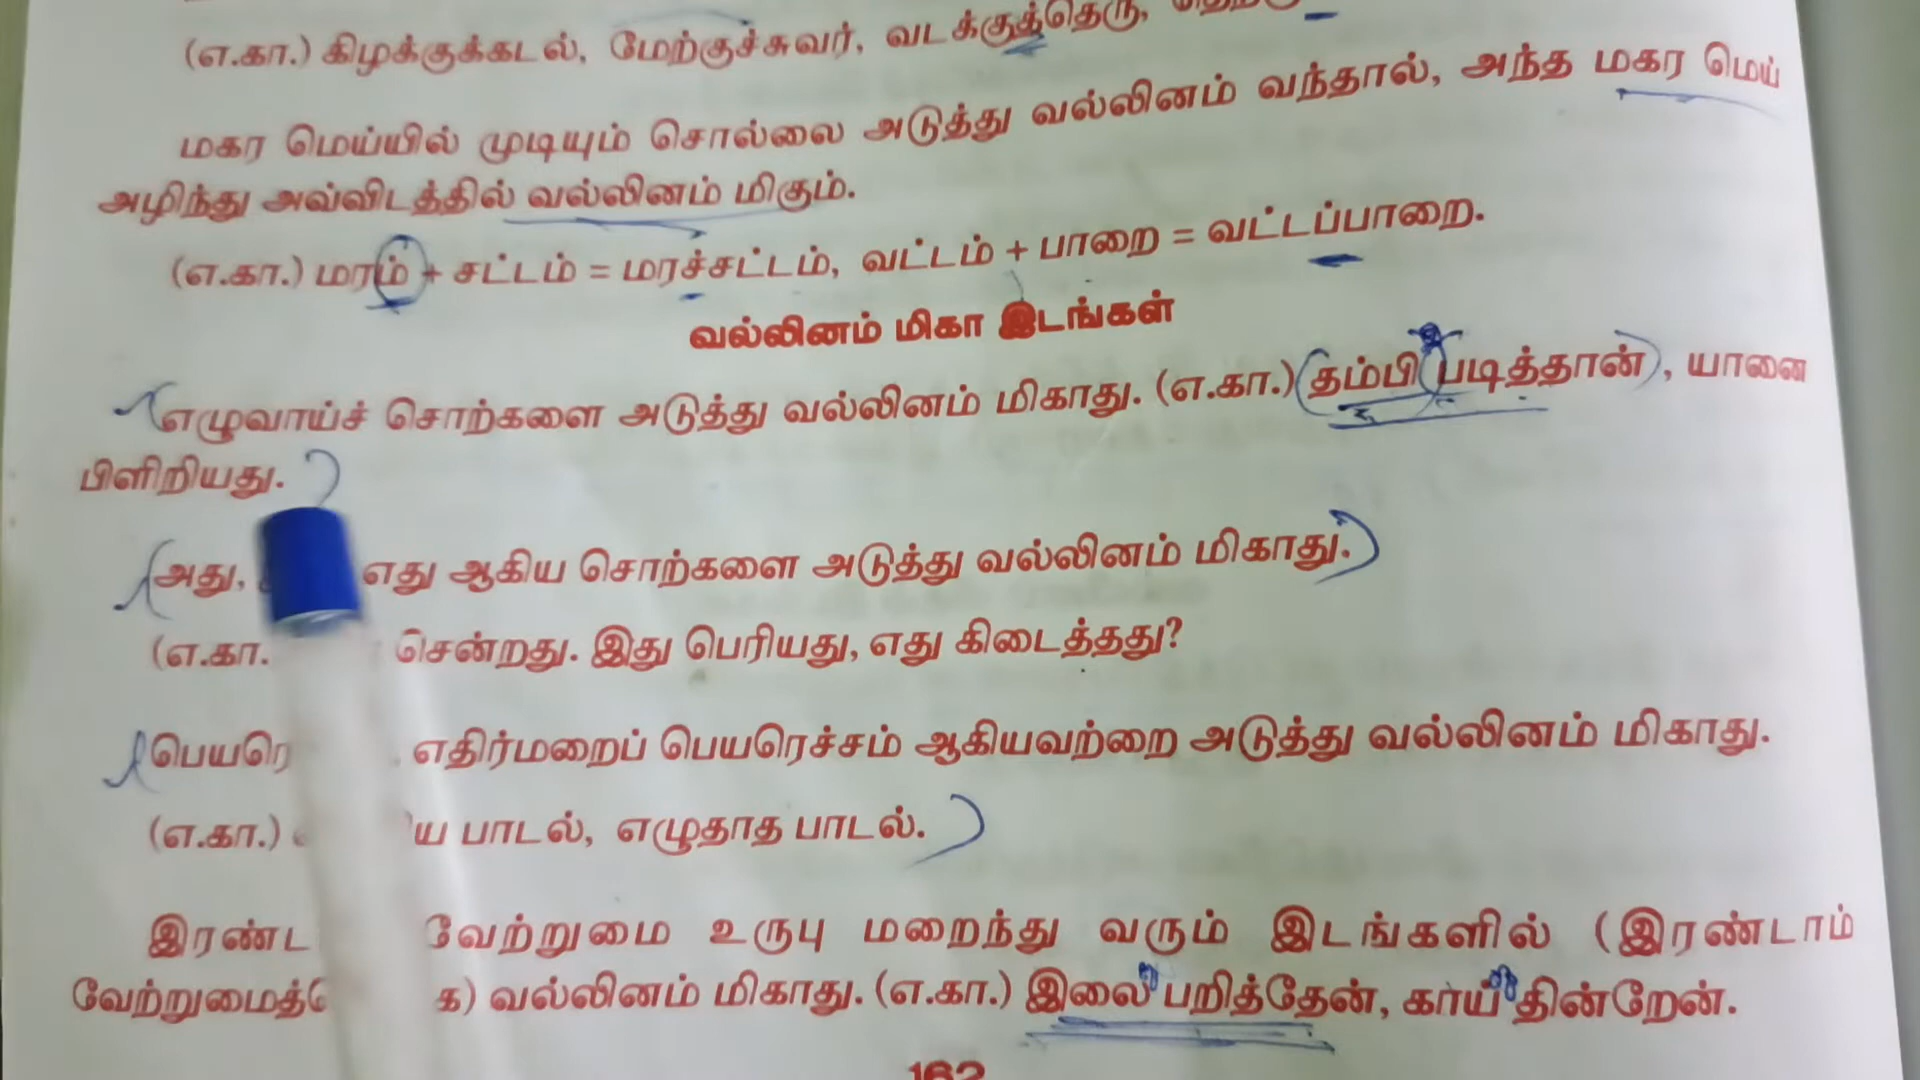 (எ.கா.) கிழக்குக்கடல், மேற்குச்சுவர், வடக்குத்தெரு,
மகர மெய்யில் முடியும் சொல்லை அடுத்து வல்லினம் வந்தால், அந்த மகர மெய்
அழிந்து அவ்விடத்தில் வல்லினம் மிகும்.
(எ.கா.) மரம் + சட்டம் = மரச்சட்டம், வட்டம் + பாறை = வட்டப்பாறை.
வல்லினம் மிகா இடங்கள்
எழுவாய்ச் சொற்களை அடுத்து வல்லினம் மிகாது. (எ.கா.) தம்பி படித்தான், யானை
பிளிறியது.
அது, எது ஆகிய சொற்களை அடுத்து வல்லினம் மிகாது.
(எ.கா. சென்றது. இது பெரியது, எது கிடைத்தது?
எதிர்மறைப் பெயரெச்சம் ஆகியவற்றை அடுத்து வல்லினம் மிகாது.
(எ.கா.) பாடல், எழுதாத பாடல்.
வேற்றுமை உருபு மறைந்து வரும் இடங்களில் (இரண்டாம்
வல்லினம் மிகாது. (எ.கா.) இலை பறித்தேன், காய் தின்றேன்.
162